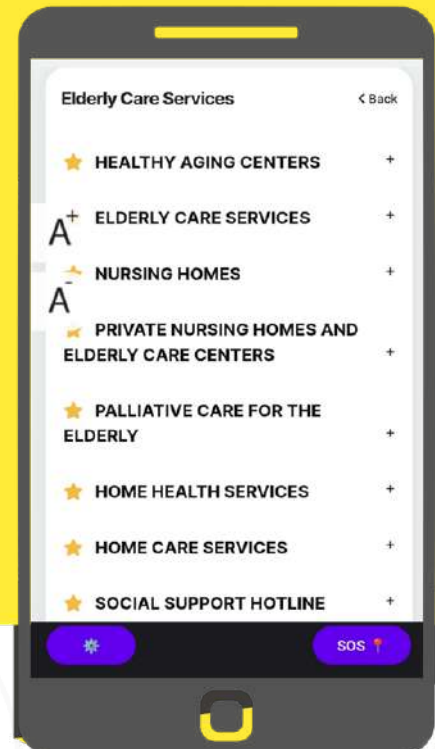 Elderly Care Services
< Back
HEALTHY AGING CENTERS +
ELDERLY CARE SERVICES +
A+
NURSING HOMES +
A-
PRIVATE NURSING HOMES AND
ELDERLY CARE CENTERS +
PALLIATIVE CARE FOR THE
ELDERLY +
HOME HEALTH SERVICES +
HOME CARE SERVICES +
SOCIAL SUPPORT HOTLINE +
SOS